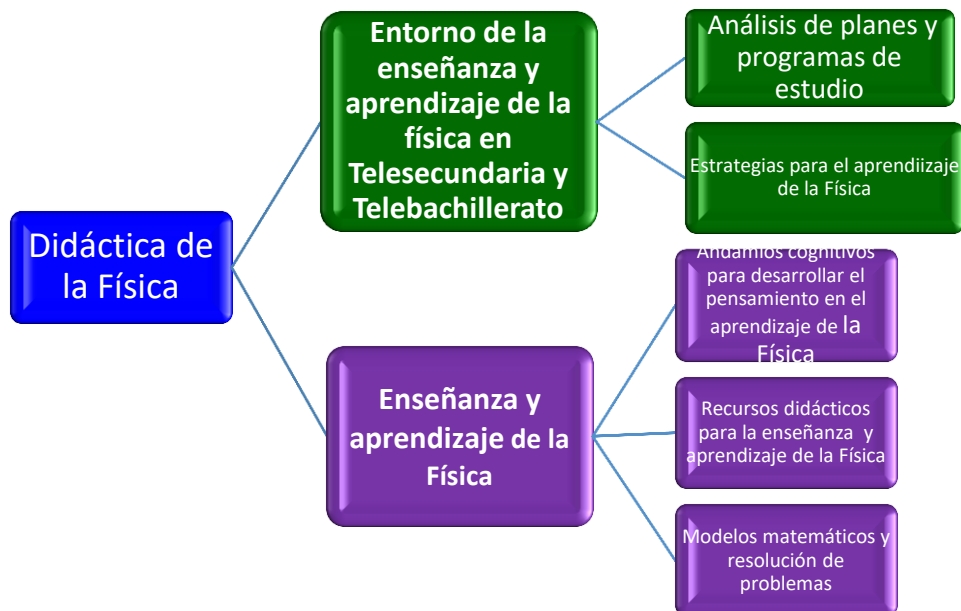 Didáctica de
la Física
Entorno de la
enseñanza y
aprendizaje de la
física en
Telesecundaria y
Telebachillerato
Análisis de planes y
programas de
estudio
Estrategias para el aprendiizaje
de la Física
Enseñanza y
aprendizaje de la
Física
Andamios cognitivos
para desarrollar el
pensamiento en el
aprendizaje de la
Física
Recursos didácticos
para la enseñanza y
aprendizaje de la Física
Modelos matemáticos y
resolución de
problemas